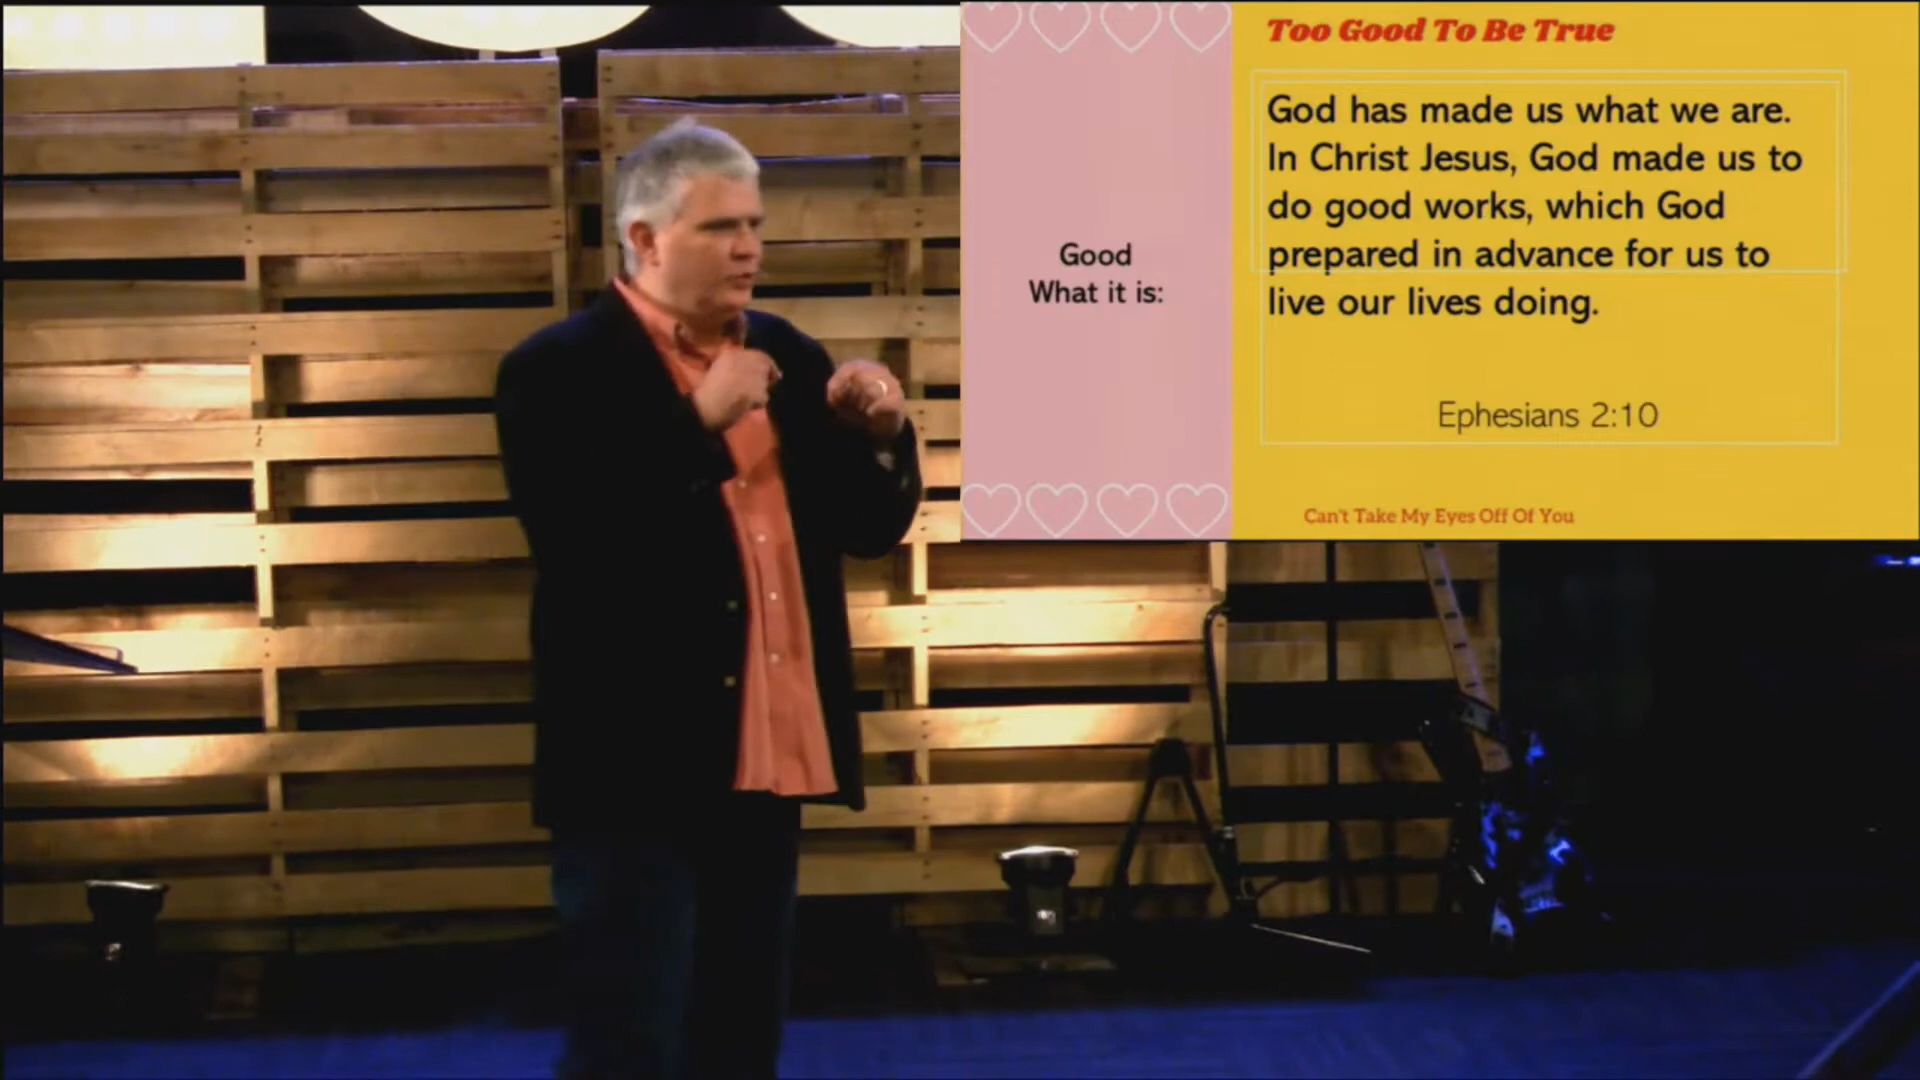 Too Good To Be True
God has made us what we are.
In Christ Jesus, God made us to
do good works, which God
prepared in advance for us to
live our lives doing.
Good
What it is:
Ephesians 2:10
Can't Take My Eyes Off Of You